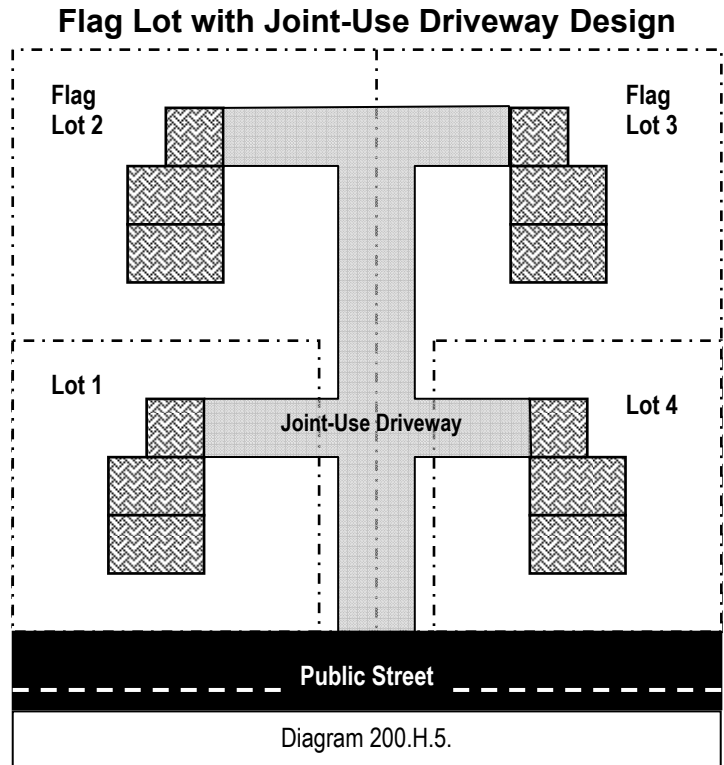 Flag Lot with Joint-Use Driveway Design
Flag
Lot 2
Flag
Lot 3
Lot 1
Lot 4
Joint-Use Driveway
Public Street
Diagram 200.H.5.